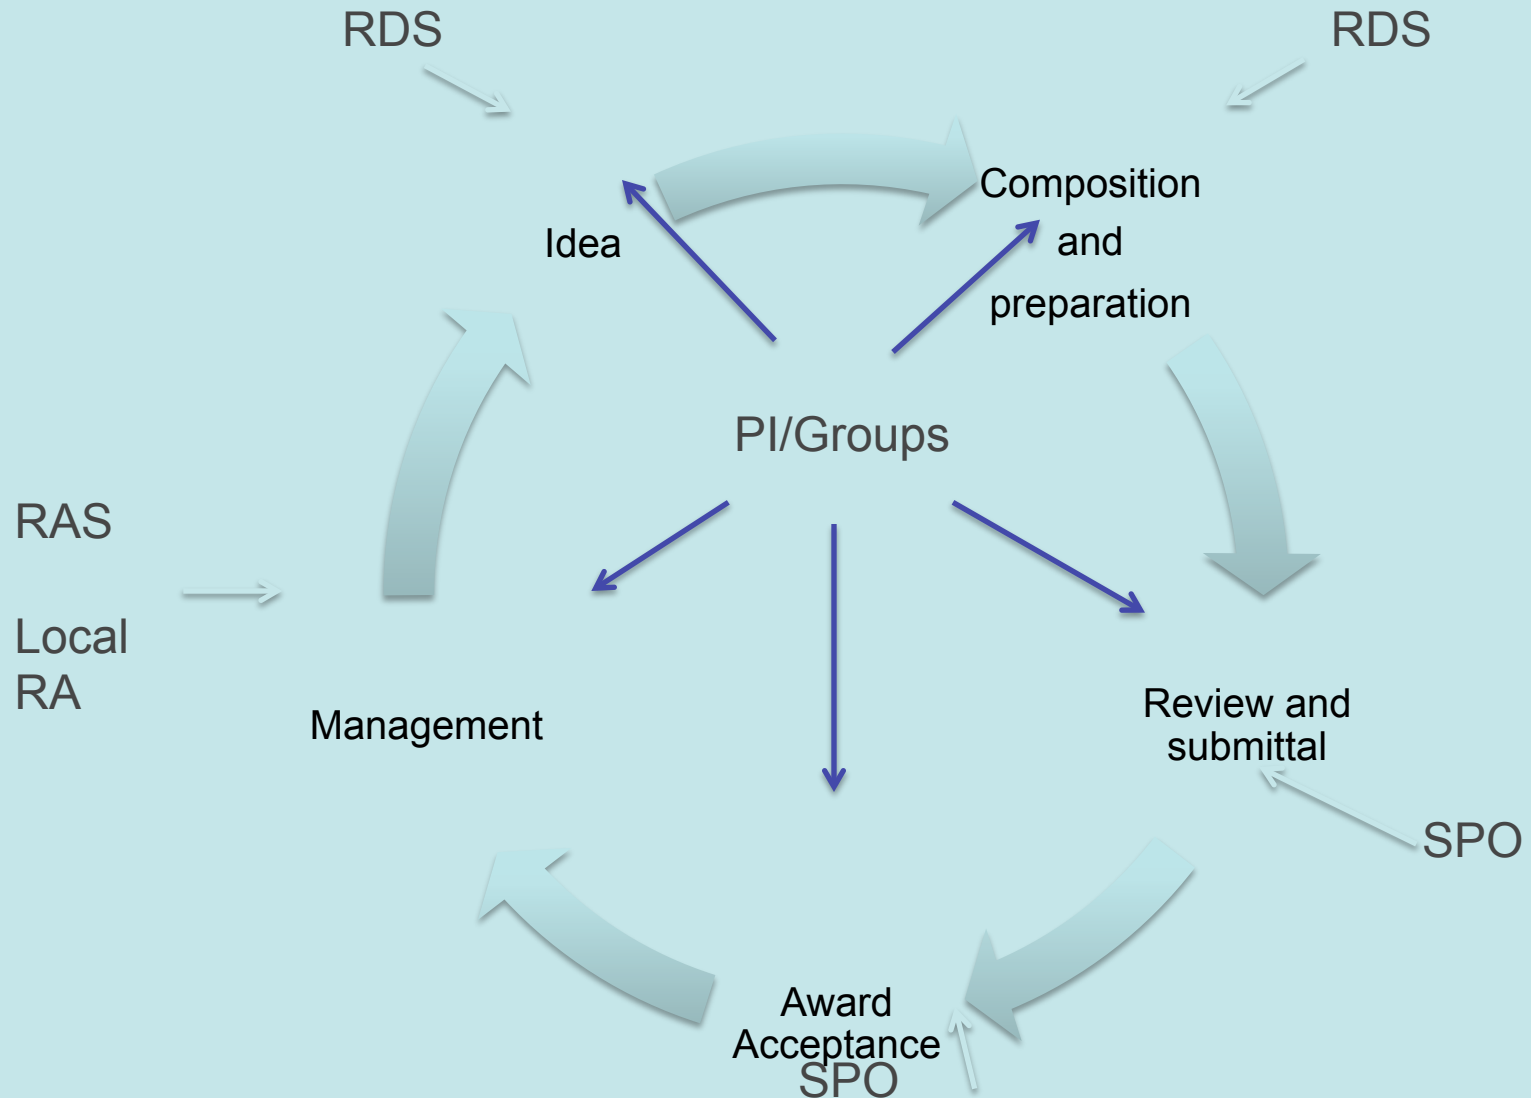 RDS
RDS
Composition
and
preparation
Idea
PI/Groups
RAS
Local
RA
Management
Review and
submittal
SPO
Award
Acceptance
SPO